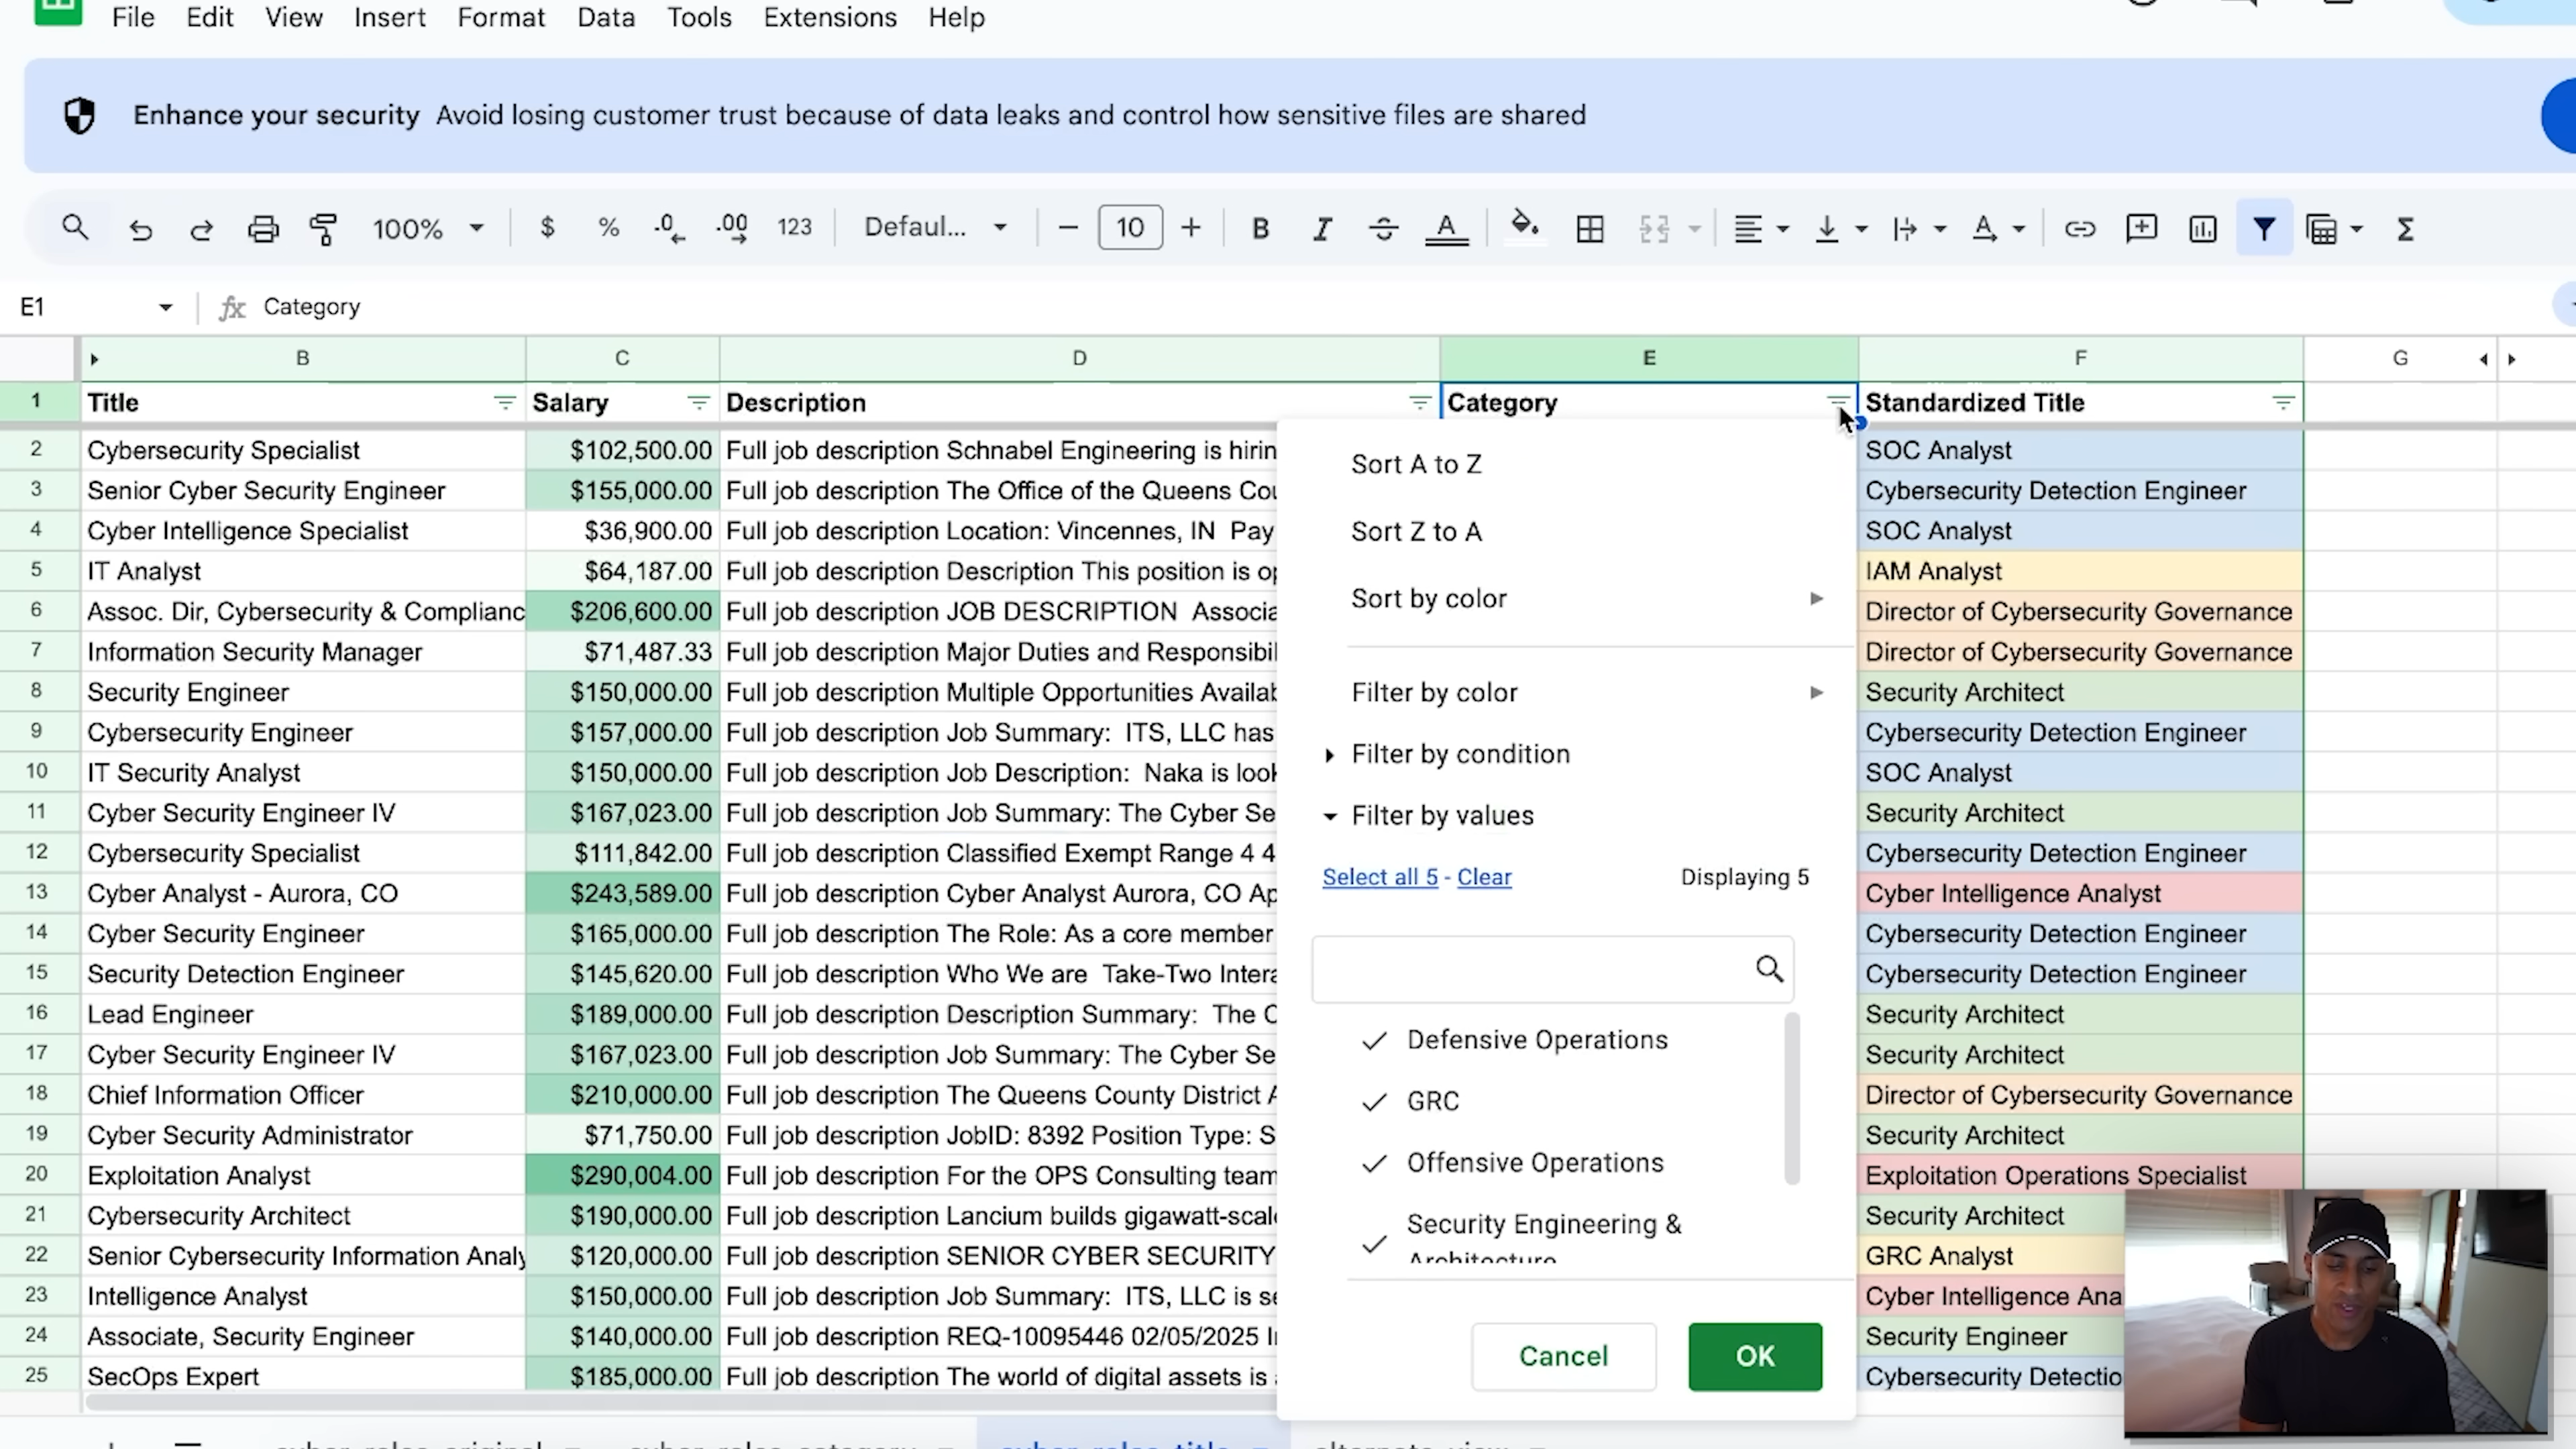 File Edit View Insert Format Data Tools Extensions Help
Enhance your security Avoid losing customer trust because of data leaks and control how sensitive files are shared
100% $ % .0 .00 123 Defaul... 10 B I A A Σ
E1 fx Category
B C D E F G
1 Title Salary Description Category Standardized Title
2 Cybersecurity Specialist $102,500.00 Full job description Schnabel Engineering is hirin SOC Analyst
3 Senior Cyber Security Engineer $155,000.00 Full job description The Office of the Queens Cou Cybersecurity Detection Engineer
4 Cyber Intelligence Specialist $36,900.00 Full job description Location: Vincennes, IN Pay SOC Analyst
5 IT Analyst $64,187.00 Full job description Description This position is op IAM Analyst
6 Assoc. Dir, Cybersecurity & Complianc $206,600.00 Full job description JOB DESCRIPTION Associa Director of Cybersecurity Governance
7 Information Security Manager $71,487.33 Full job description Major Duties and Responsibil Director of Cybersecurity Governance
8 Security Engineer $150,000.00 Full job description Multiple Opportunities Availab Security Architect
9 Cybersecurity Engineer $157,000.00 Full job description Job Summary: ITS, LLC has Cybersecurity Detection Engineer
10 IT Security Analyst $150,000.00 Full job description Job Description: Naka is look SOC Analyst
11 Cyber Security Engineer IV $167,023.00 Full job description Job Summary: The Cyber Se Security Architect
12 Cybersecurity Specialist $111,842.00 Full job description Classified Exempt Range 4 4 Cybersecurity Detection Engineer
13 Cyber Analyst - Aurora, CO $243,589.00 Full job description Cyber Analyst Aurora, CO Ap Cyber Intelligence Analyst
14 Cyber Security Engineer $165,000.00 Full job description The Role: As a core member Cybersecurity Detection Engineer
15 Security Detection Engineer $145,620.00 Full job description Who We are Take-Two Intera Cybersecurity Detection Engineer
16 Lead Engineer $189,000.00 Full job description Description Summary: The C Security Architect
17 Cyber Security Engineer IV $167,023.00 Full job description Job Summary: The Cyber Se Security Architect
18 Chief Information Officer $210,000.00 Full job description The Queens County District A Director of Cybersecurity Governance
19 Cyber Security Administrator $71,750.00 Full job description JobID: 8392 Position Type: S Security Architect
20 Exploitation Analyst $290,004.00 Full job description For the OPS Consulting team Exploitation Operations Specialist
21 Cybersecurity Architect $190,000.00 Full job description Lancium builds gigawatt-scale Security Architect
22 Senior Cybersecurity Information Analy $120,000.00 Full job description SENIOR CYBER SECURITY GRC Analyst
23 Intelligence Analyst $150,000.00 Full job description Job Summary: ITS, LLC is se Cyber Intelligence Ana
24 Associate, Security Engineer $140,000.00 Full job description REQ-10095446 02/05/2025 I Security Engineer
25 SecOps Expert $185,000.00 Full job description The world of digital assets is Cybersecurity Detectio
Sort A to Z
Sort Z to A
Sort by color
Filter by color
Filter by condition
Filter by values
Select all 5 - Clear Displaying 5
Defensive Operations
GRC
Offensive Operations
Security Engineering &
Architecture
Cancel OK